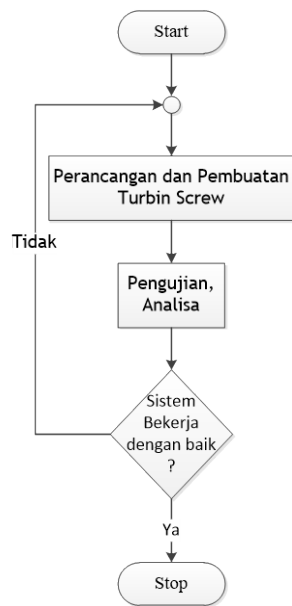 Start
Perancangan dan Pembuatan
Turbin Screw
Tidak
Pengujian,
Analisa
Sistem
Bekerja
dengan baik
?
Ya
Stop